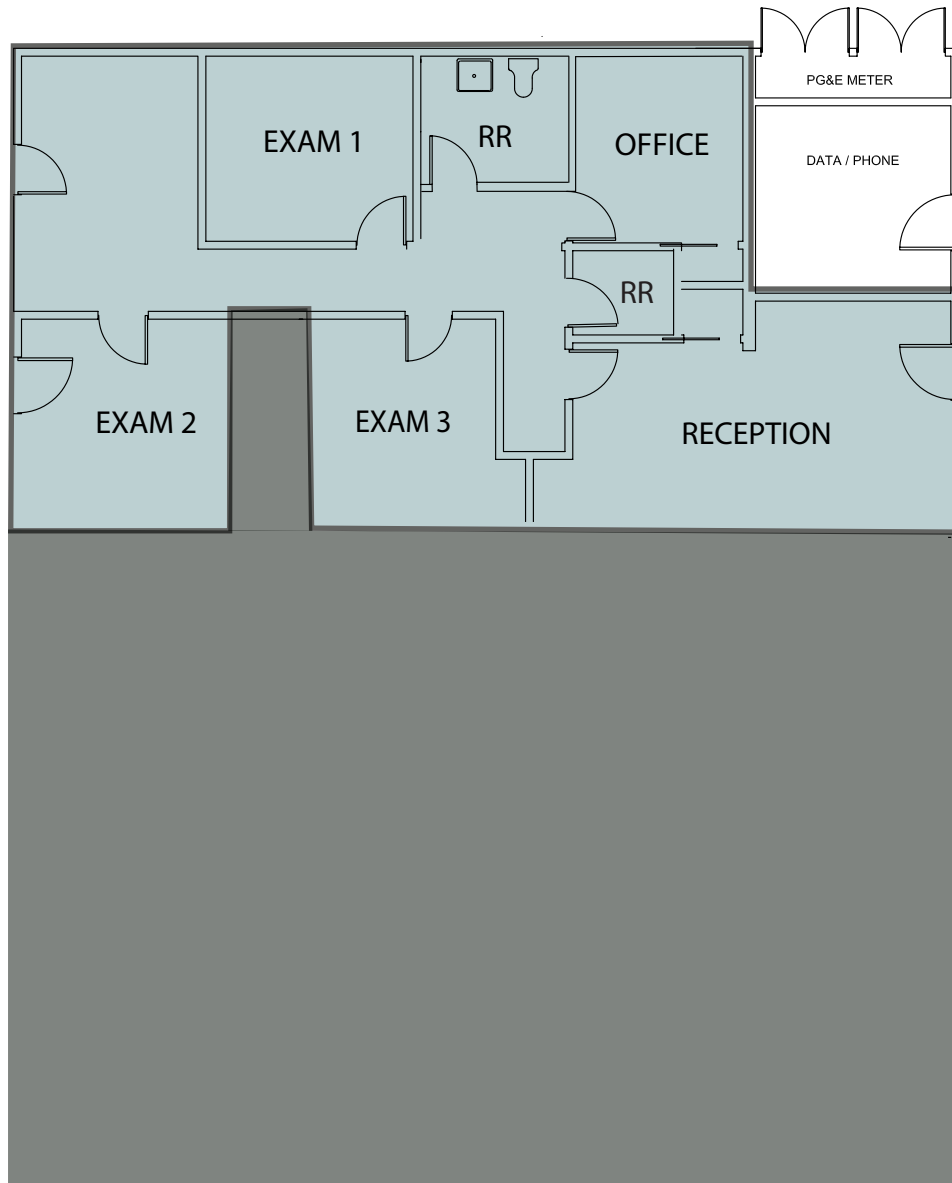 PG&E METER
EXAM 1
RR
OFFICE
DATA / PHONE
RR
EXAM 2
EXAM 3
RECEPTION